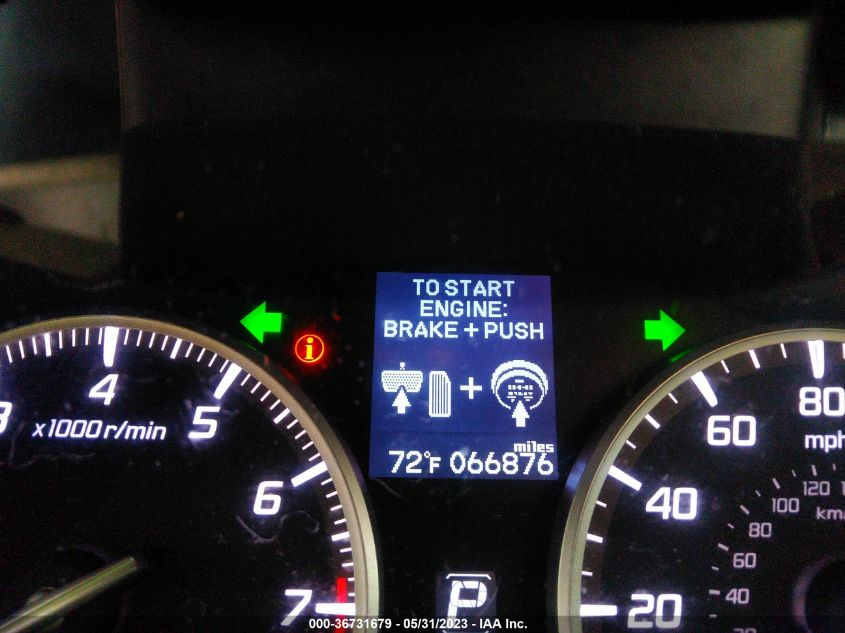 TO START
ENGINE:
BRAKE + PUSH
miles
72°F 066876
4
5
6
7
x1000 r/min
P
80
60
40
20
mph
120
100
80
60
40
km/
000-36731679 - 05/31/2023 - IAA Inc.